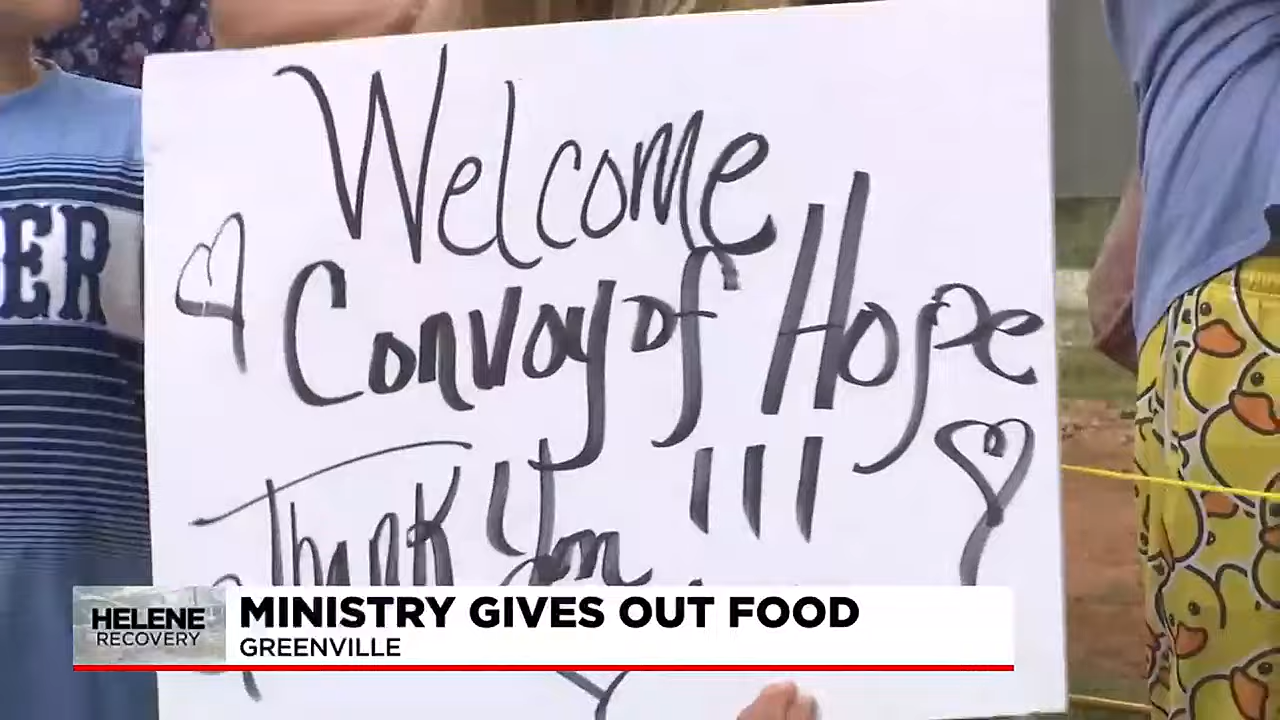 Welcome
Convoy of Hope
Thank You !!!
ER
HELENE
RECOVERY
MINISTRY GIVES OUT FOOD
GREENVILLE